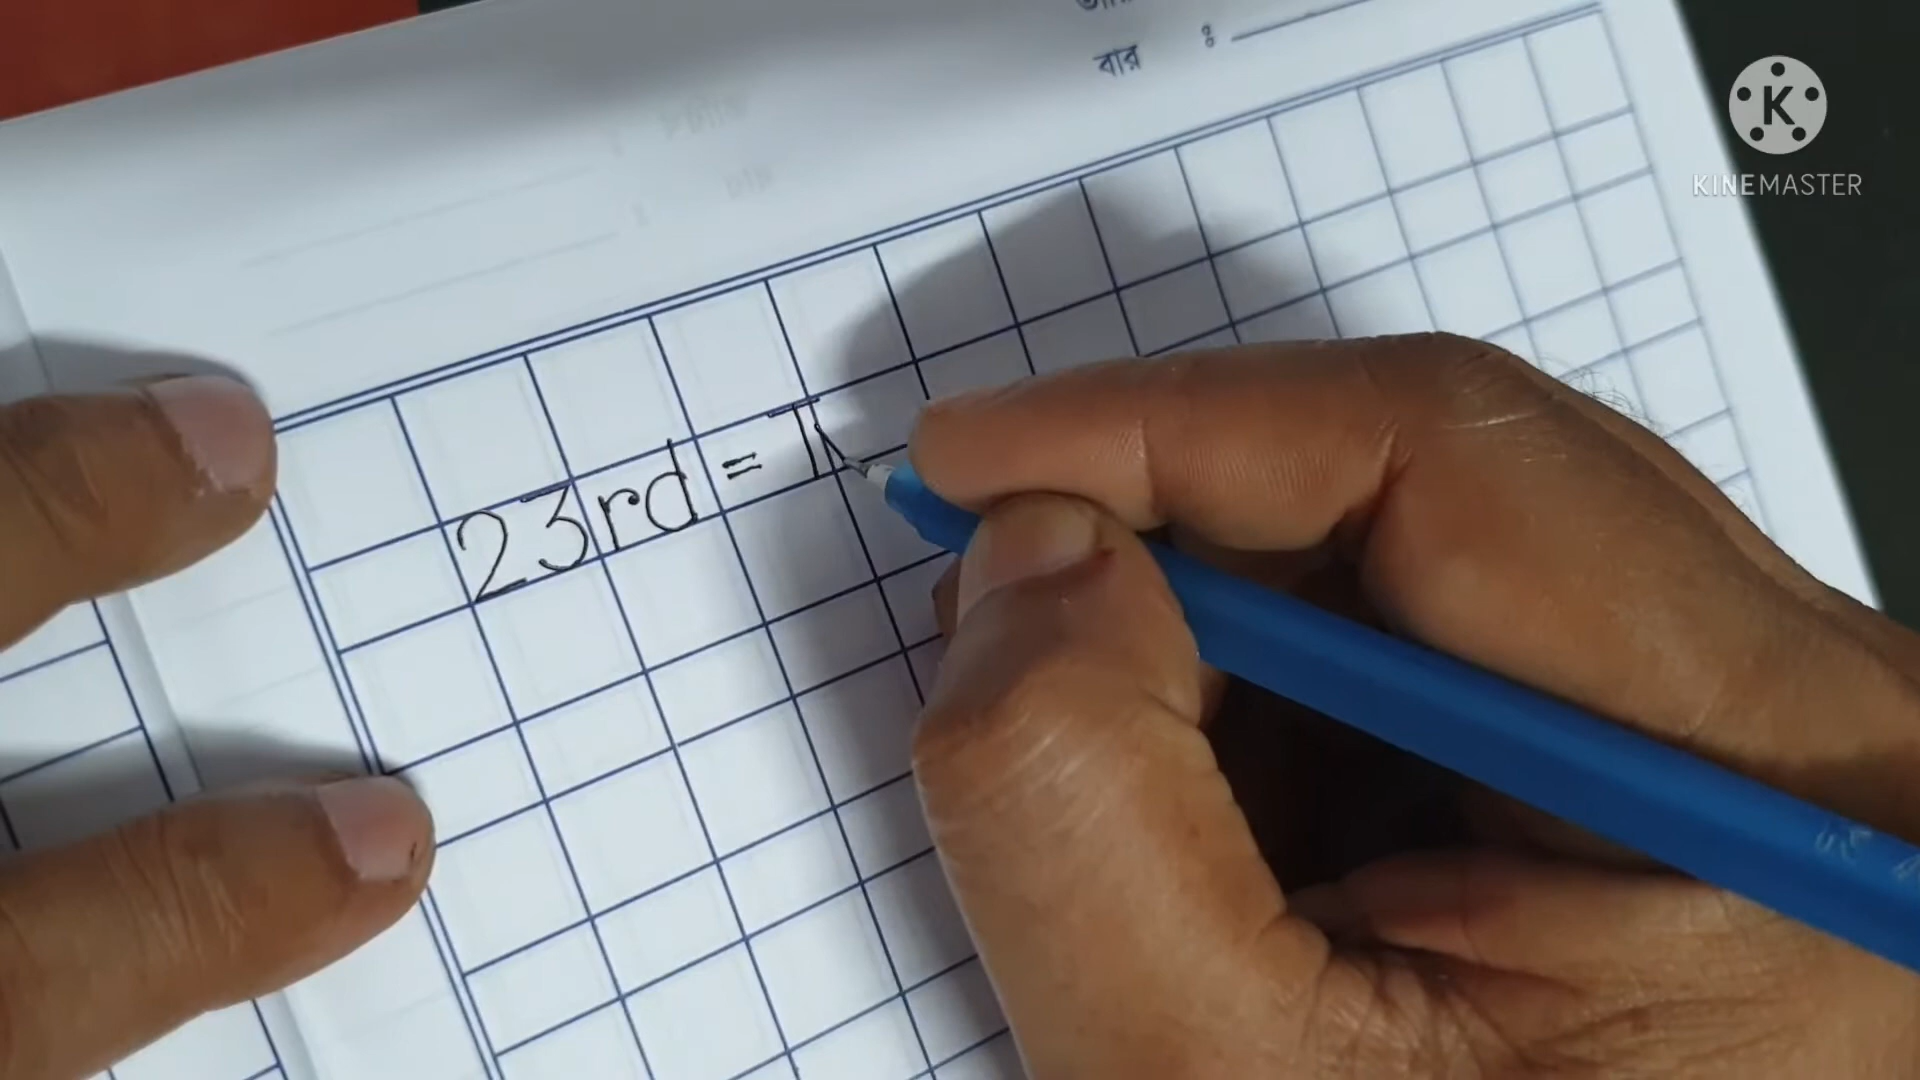 বার :
KINEMASTER
23rd = T